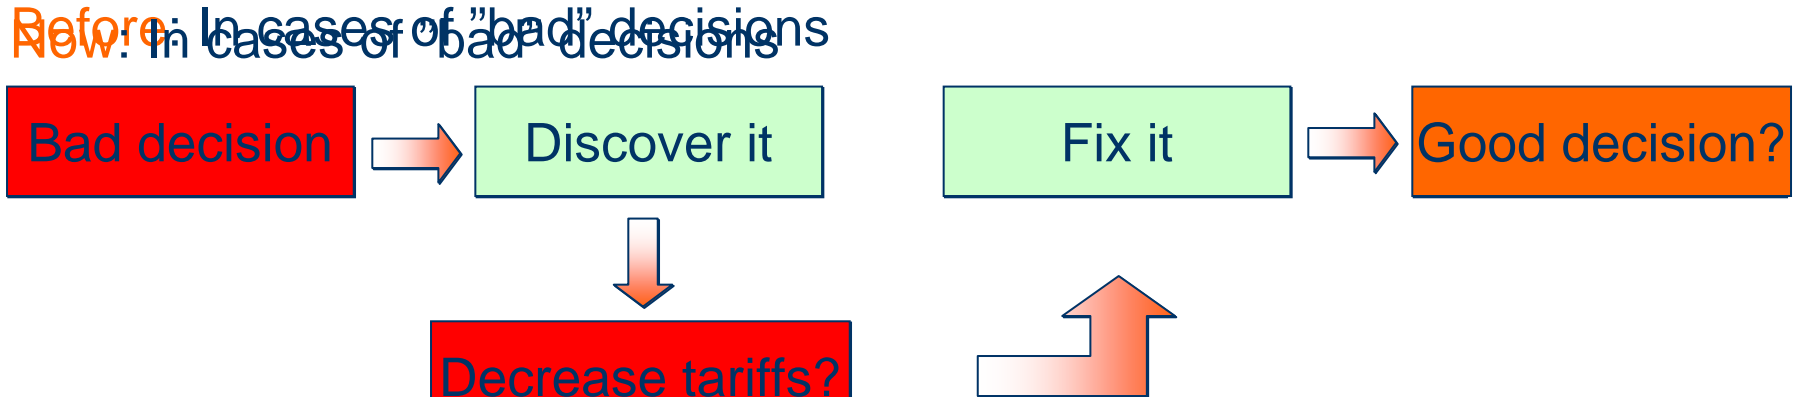 Before: In cases of ”bad” decisions
Now: In cases of ”bad” decisions
Bad decision
Discover it
Fix it
Good decision?
Decrease tariffs?